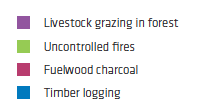 Livestock grazing in forest
Uncontrolled fires
Fuelwood charcoal
Timber logging